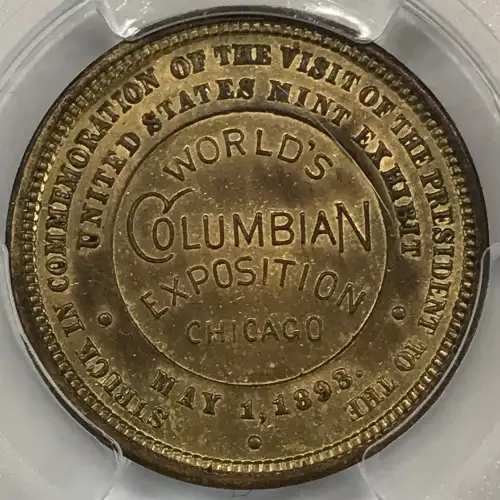 STRUCK IN COMMEMORATION OF THE VISIT OF THE PRESIDENT TO THE
UNITED STATES MINT EXHIBIT
WORLD'S
COLUMBIAN
EXPOSITION
CHICAGO
MAY 1, 1893.